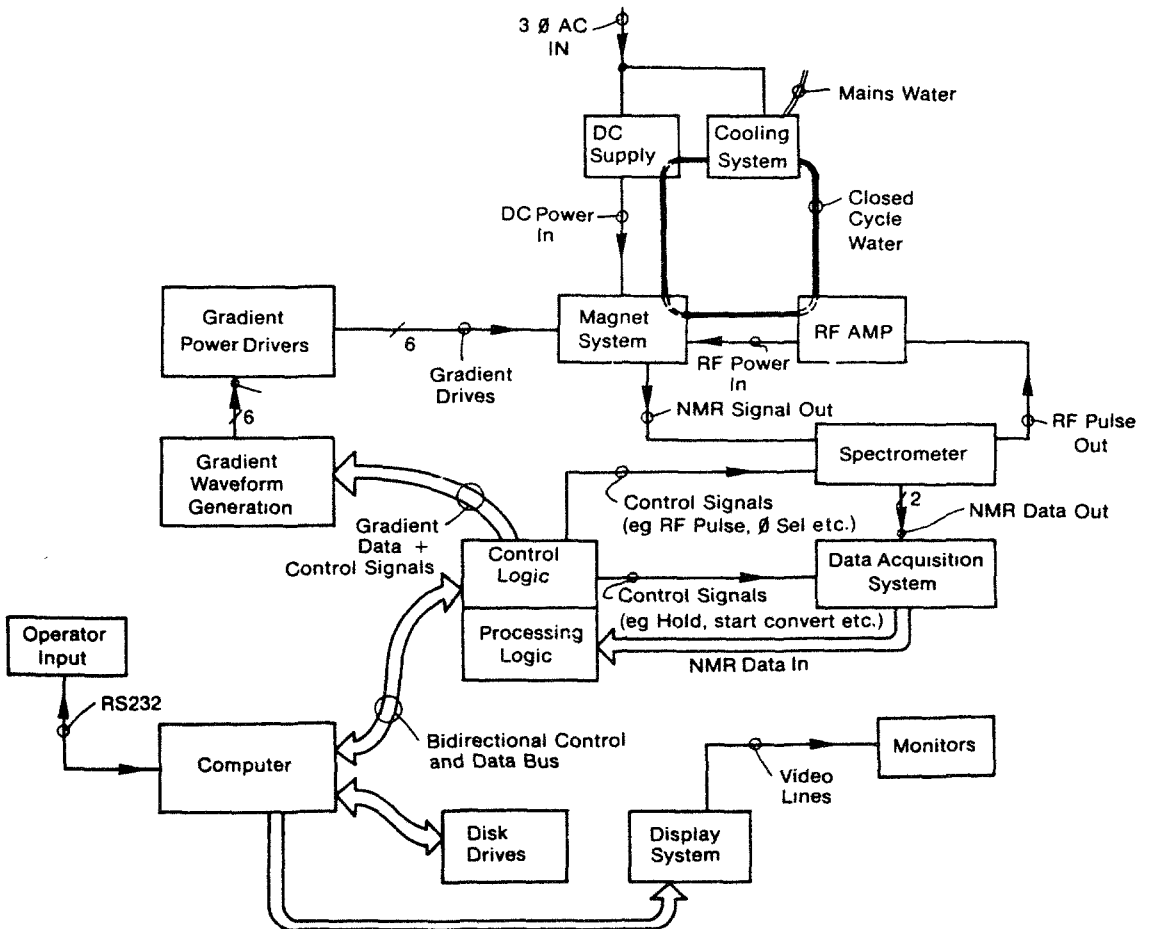 3 Ø AC
IN
Mains Water
DC
Supply
Cooling
System
DC Power
In
Closed
Cycle
Water
Gradient
Power Drivers
6
Gradient
Drives
Magnet
System
RF AMP
RF Power
In
NMR Signal Out
RF Pulse
Out
6
Gradient
Waveform
Generation
Spectrometer
Control Signals
(eg RF Pulse, Ø Sel etc.)
2
NMR Data Out
Gradient
Data +
Control Signals
Control
Logic
Data Acquisition
System
Control Signals
(eg Hold, start convert etc.)
Processing
Logic
NMR Data In
Operator
Input
RS232
Computer
Bidirectional Control
and Data Bus
Monitors
Video
Lines
Disk
Drives
Display
System